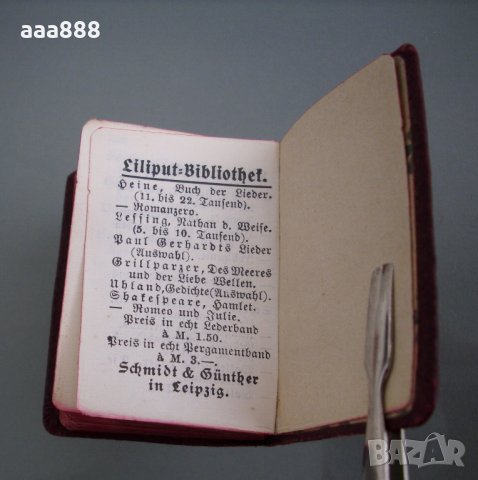 aaa888
Liliput-Bibliothek.
Heine, Buch der Lieder.
(11. bis 22. Tausend).
— Romanzero.
Lessing, Nathan d. Weise.
(5. bis 10. Tausend).
Paul Gerhardts Lieder
(Auswahl).
Grillparzer, Des Meeres
und der Liebe Wellen.
Uhland, Gedichte (Auswahl).
Shakespeare, Hamlet.
— Romeo und Julie.
Preis in echt Lederband
à M. 1.50.
Preis in echt Pergamentband
à M. 3.—
Schmidt & Günther
in Leipzig.
BAZAR